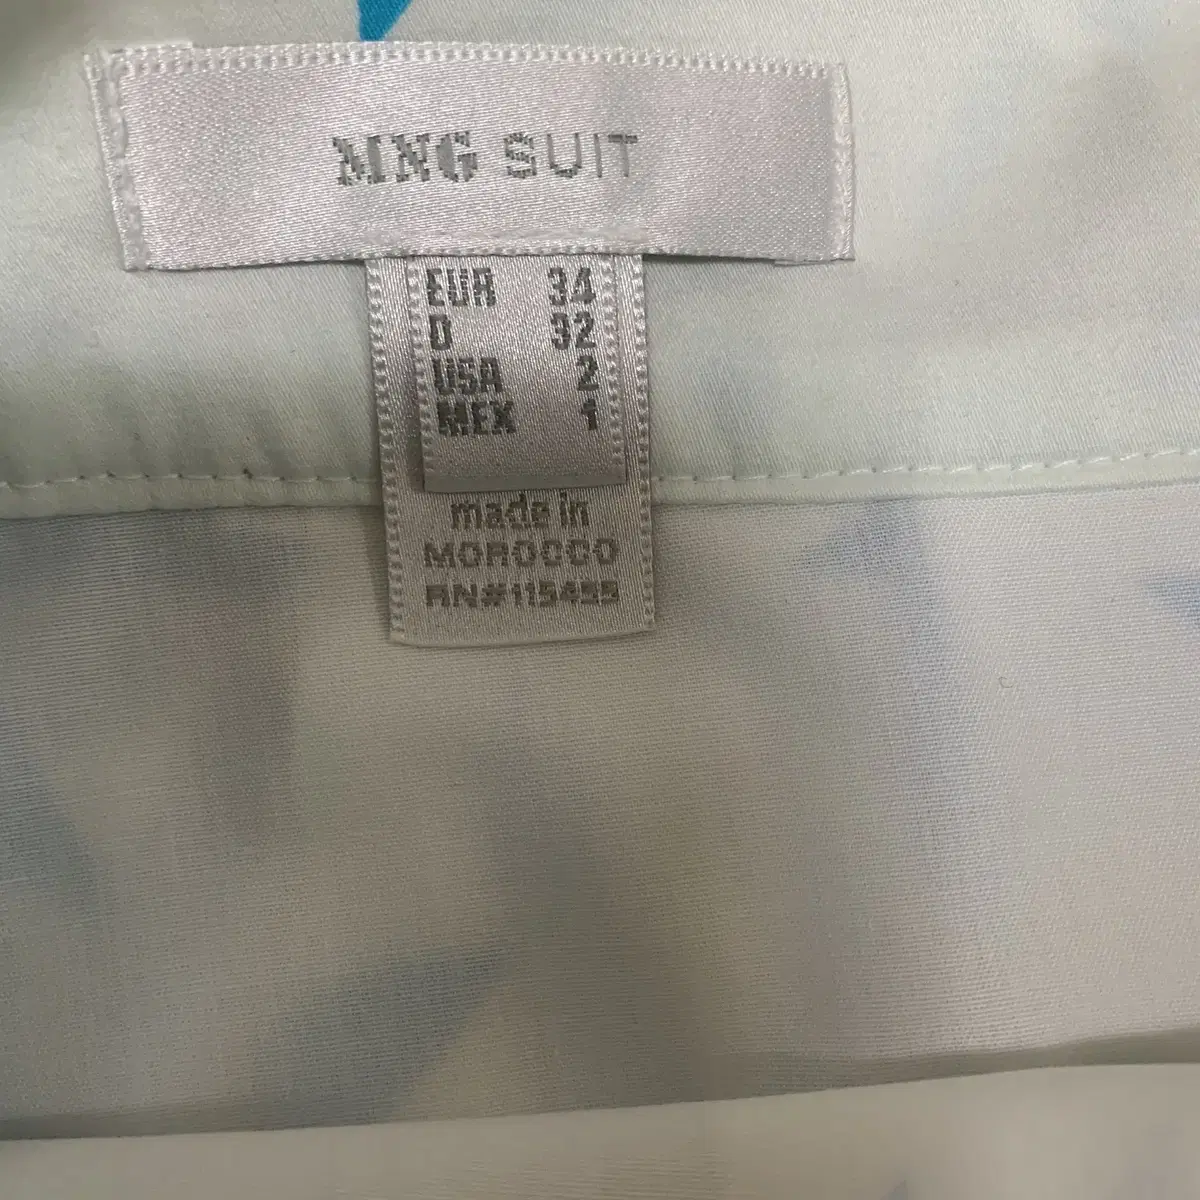 MNG SUIT
EUR 34
D 32
USA 2
MEX 1
made in
MOROCCO
RN#115455